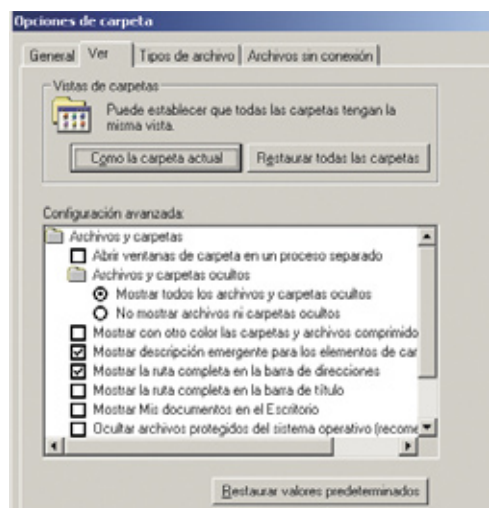 Opciones de carpeta
General Ver Tipos de archivo Archivos sin conexión
Vistas de carpetas
Puede establecer que todas las carpetas tengan la
misma vista.
Como la carpeta actual Restaurar todas las carpetas
Configuración avanzada:
Archivos y carpetas
Abrir ventanas de carpeta en un proceso separado
Archivos y carpetas ocultos
Mostrar todos los archivos y carpetas ocultos
No mostrar archivos ni carpetas ocultos
Mostrar con otro color las carpetas y archivos comprimido
Mostrar descripción emergente para los elementos de car
Mostrar la ruta completa en la barra de direcciones
Mostrar la ruta completa en la barra de título
Mostrar Mis documentos en el Escritorio
Ocultar archivos protegidos del sistema operativo (recome
Restaurar valores predeterminados